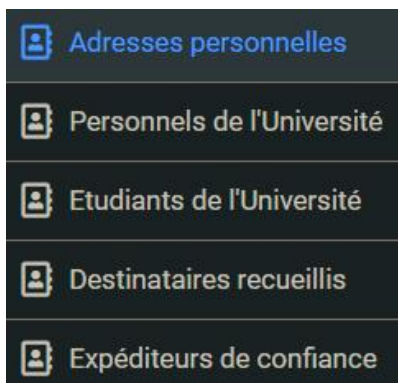 Adresses personnelles
Personnels de l'Université
Etudiants de l'Université
Destinataires recueillis
Expéditeurs de confiance